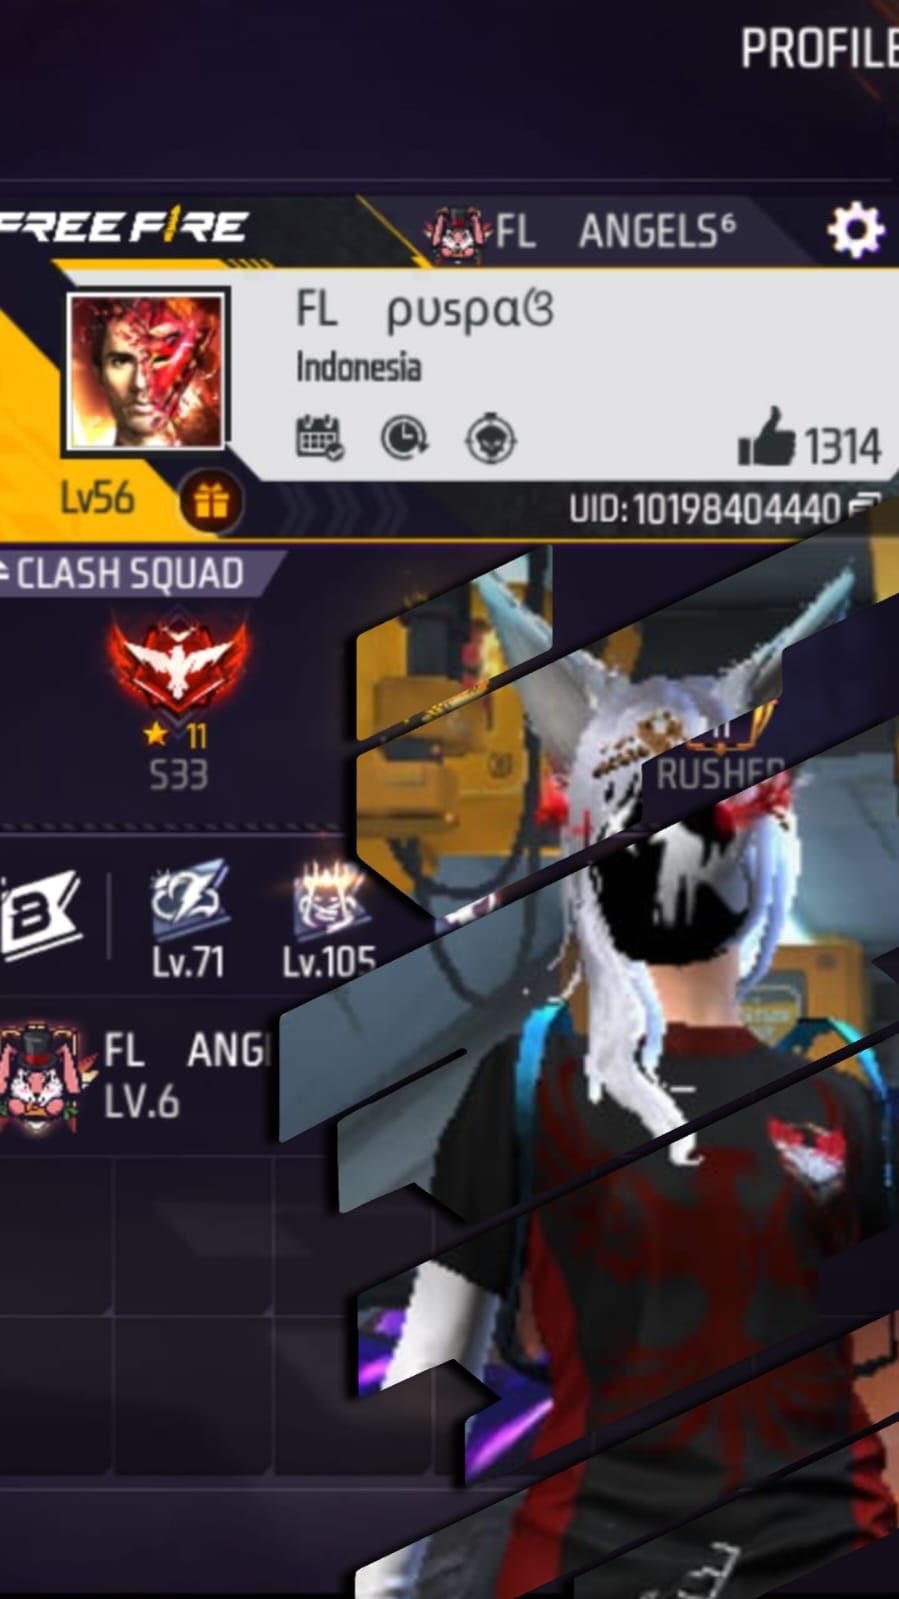 PROFILE
FREE FIRE
FL ANGELS⁶
FL ρυѕραȣ
Indonesia
1314
Lv56
UID:10198404440
CLASH SQUAD
11
S33
RUSHER
B
Lv.71
Lv.105
FL ANG
LV.6